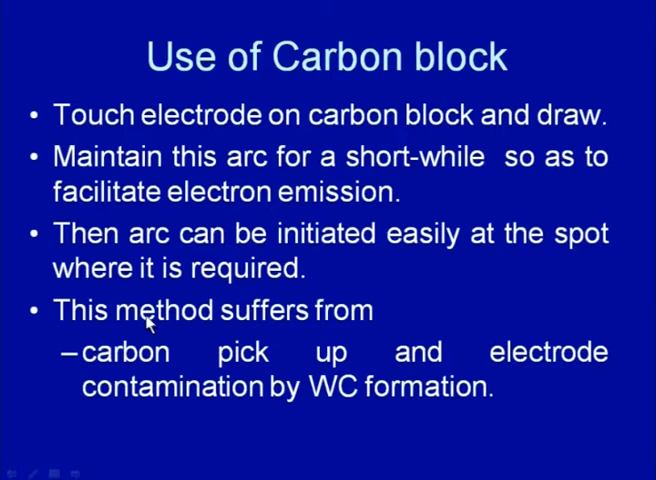 Use of Carbon block
• Touch electrode on carbon block and draw.
• Maintain this arc for a short-while so as to
facilitate electron emission.
• Then arc can be initiated easily at the spot
where it is required.
• This method suffers from
–carbon pick up and electrode
contamination by WC formation.